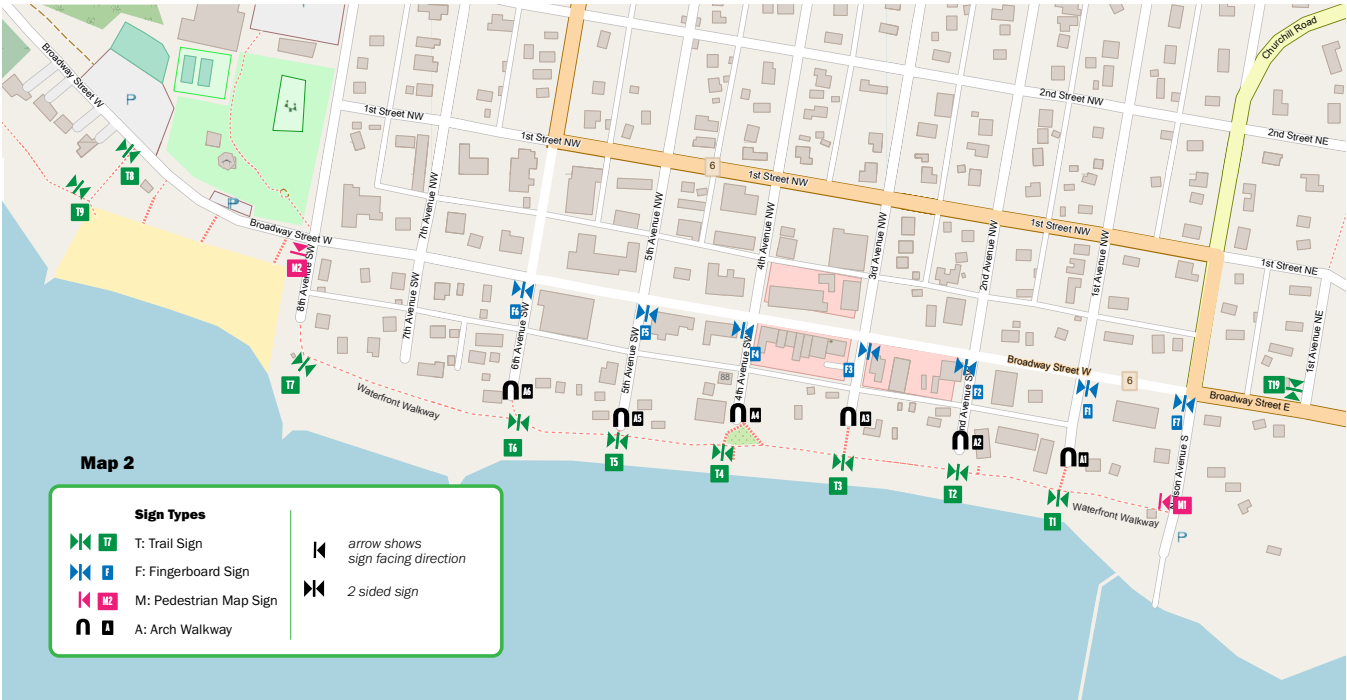 Churchill Road
Broadway Street W
P
1st Street NW
2nd Street NW
2nd Street NE
1st Street NW
T8
6
1st Street NW
T9
P
7th Avenue NW
5th Avenue NW
4th Avenue NW
3rd Avenue NW
2nd Avenue NW
1st Street NW
1st Avenue NW
Broadway Street W
M2
8th Avenue SW
7th Avenue SW
1st Street NE
1st Avenue NE
F6
6th Avenue SW
F5
5th Avenue SW
F4
4th Avenue SW
88
F3
F2
Broadway Street W
6
F1
F7
T19
Broadway Street E
T7
Waterfront Walkway
A6
A5
A4
A3
A2
A1
T6
T5
T4
T3
T2
T1
Waterfront Walkway
M1
P
Map 2
Sign Types
T7
T: Trail Sign
F
F: Fingerboard Sign
M2
M: Pedestrian Map Sign
A
A: Arch Walkway
arrow shows
sign facing direction
2 sided sign